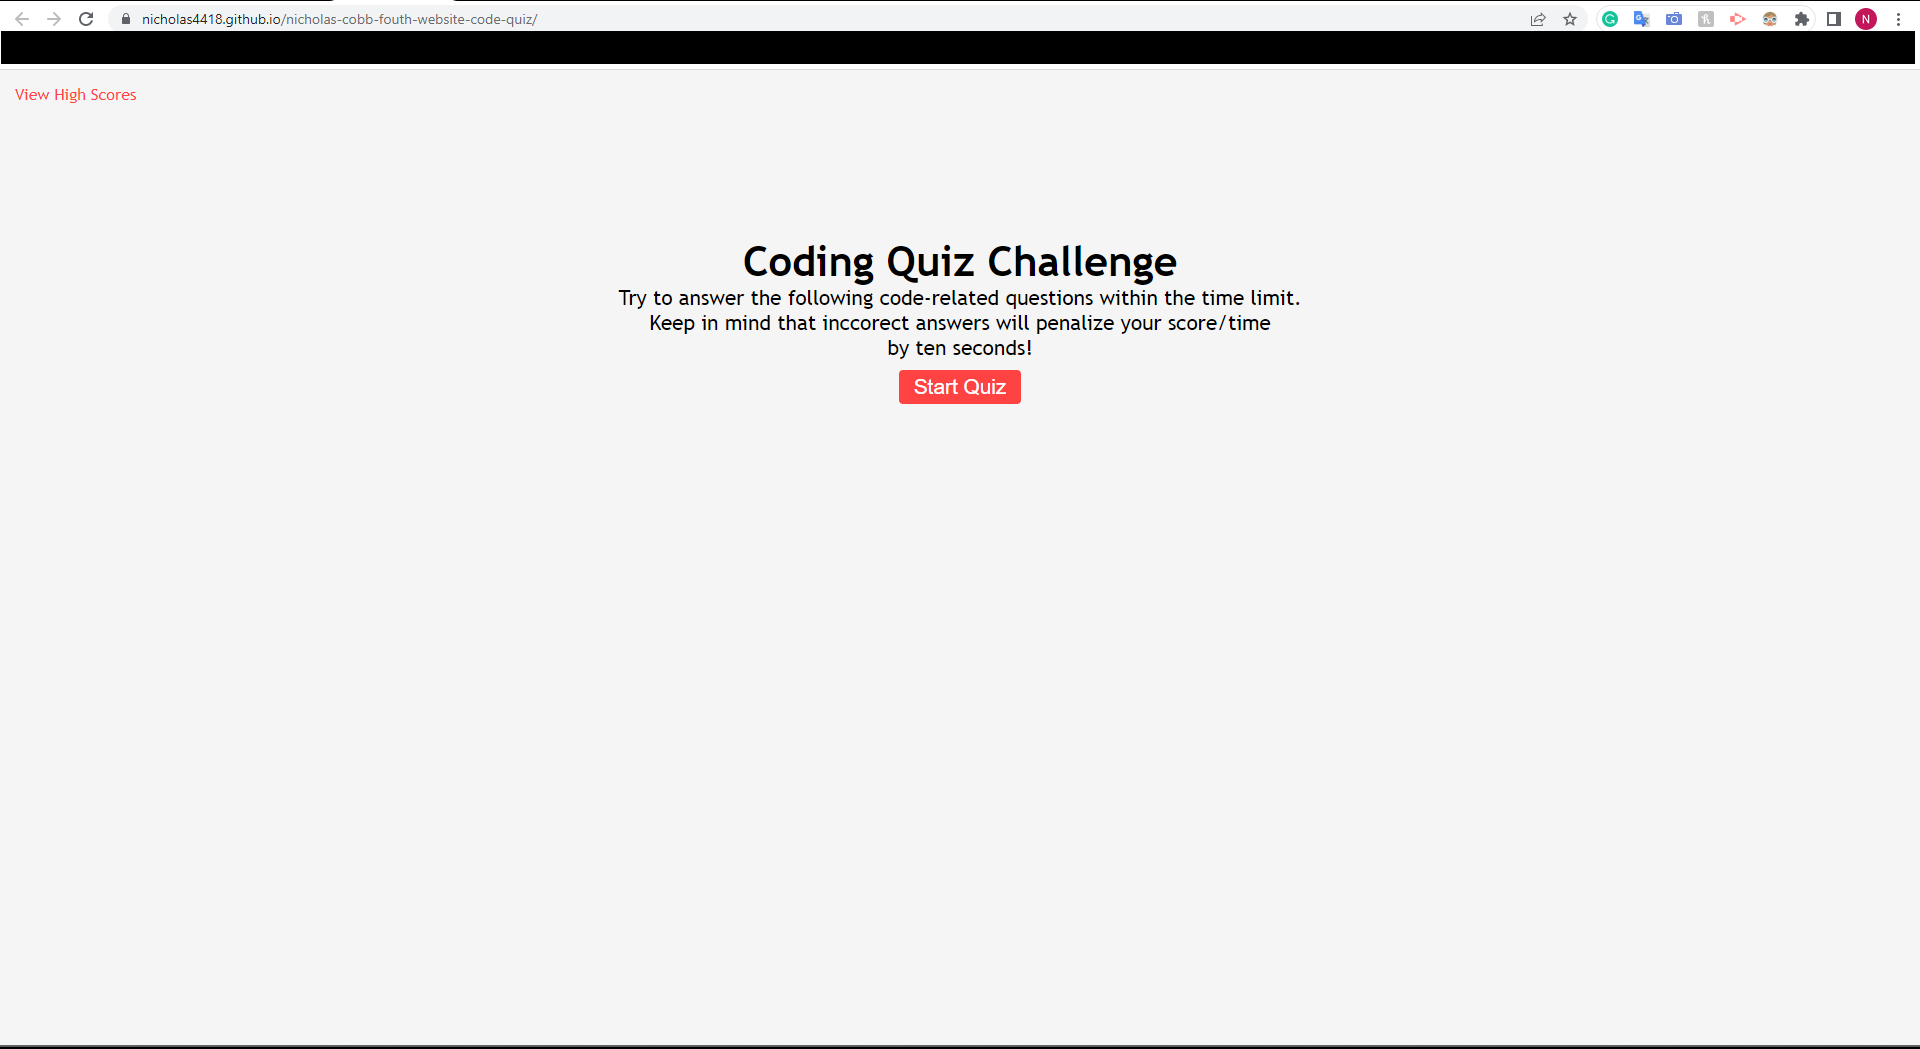 nicholas4418.github.io/nicholas-cobb-fouth-website-code-quiz/
N
View High Scores
Coding Quiz Challenge
Try to answer the following code-related questions within the time limit.
Keep in mind that inccorect answers will penalize your score/time
by ten seconds!
Start Quiz